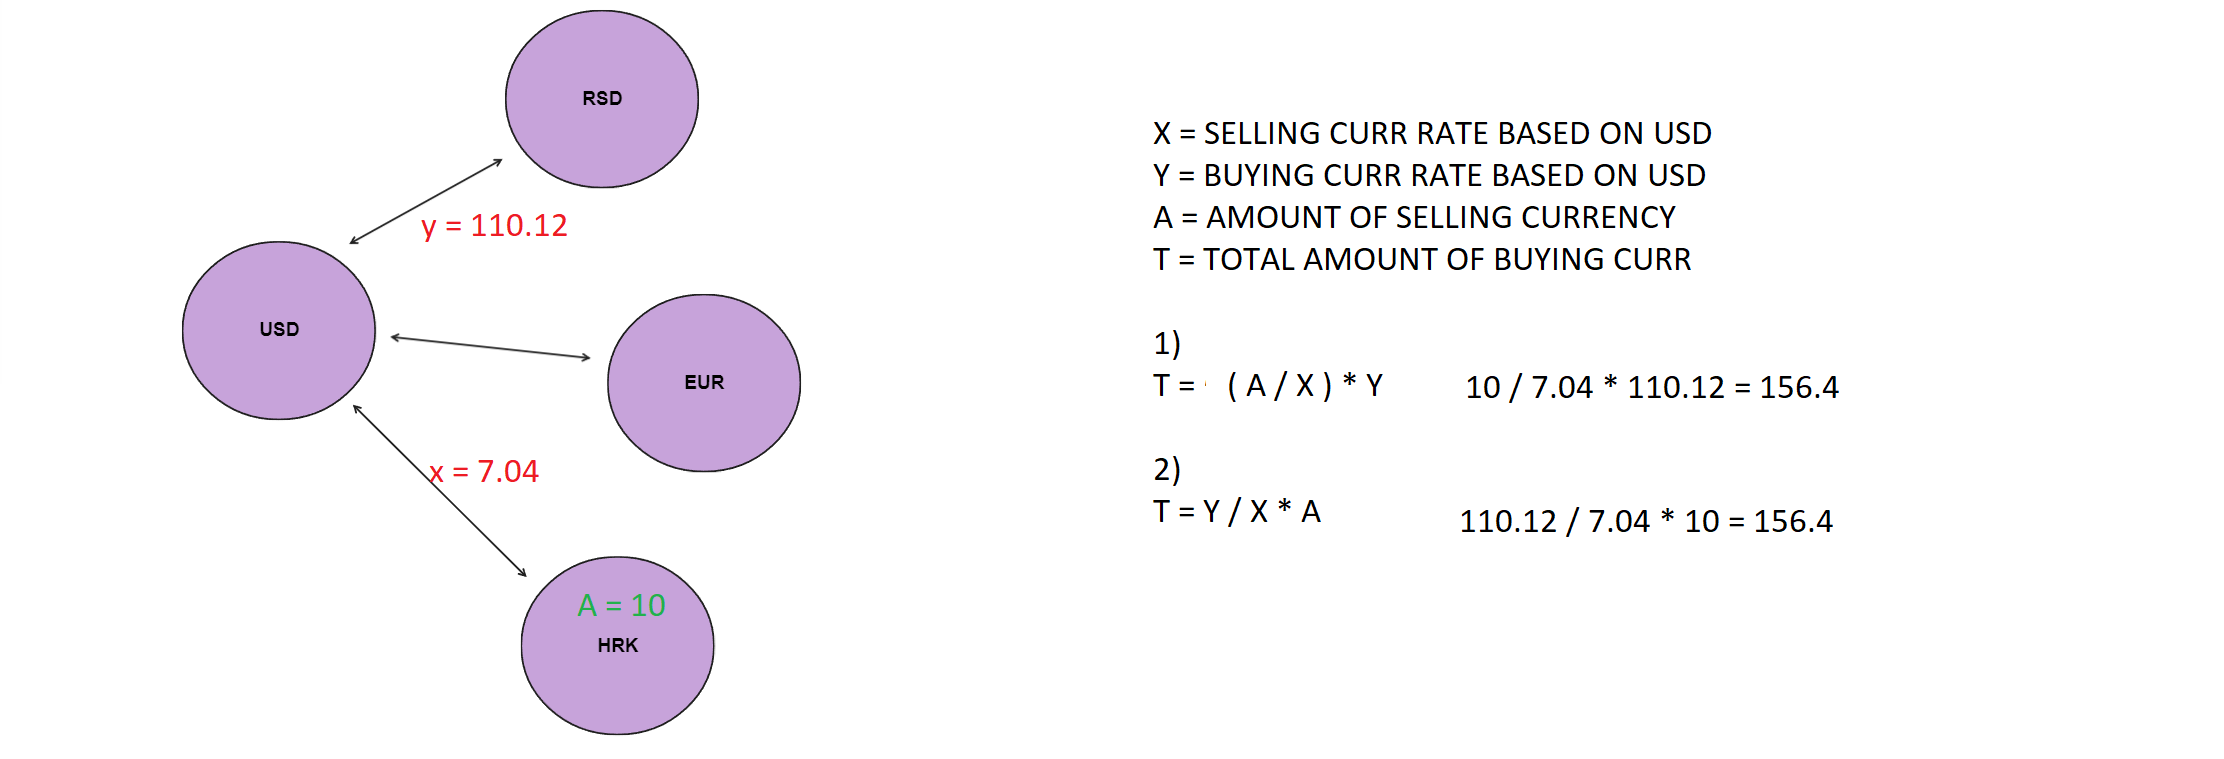 RSD
y = 110.12
USD
EUR
x = 7.04
A = 10
HRK
X = SELLING CURR RATE BASED ON USD
Y = BUYING CURR RATE BASED ON USD
A = AMOUNT OF SELLING CURRENCY
T = TOTAL AMOUNT OF BUYING CURR
1)
T = ( A / X ) * Y 10 / 7.04 * 110.12 = 156.4
2)
T = Y / X * A 110.12 / 7.04 * 10 = 156.4